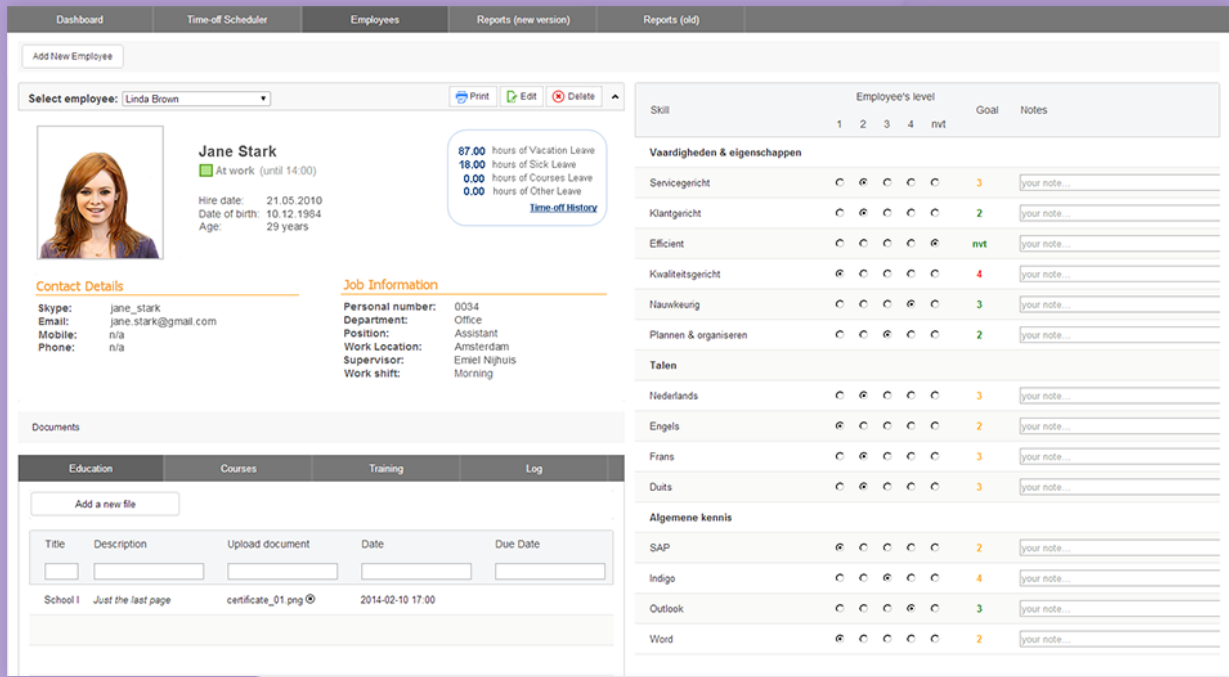 Dashboard Time-off Scheduler Employees Reports (new version) Reports (old)
Add New Employee
Select employee: Linda Brown Print Edit Delete
Jane Stark
At work (until 14:00)
Hire date: 21.05.2010
Date of birth: 10.12.1984
Age: 29 years
87.00 hours of Vacation Leave
18.00 hours of Sick Leave
0.00 hours of Courses Leave
0.00 hours of Other Leave
Time-off History
Contact Details
Skype: jane_stark
Email: jane.stark@gmail.com
Mobile: n/a
Phone: n/a
Job Information
Personal number: 0034
Department: Office
Position: Assistant
Work Location: Amsterdam
Supervisor: Emiel Nijhuis
Work shift: Morning
Documents
Education Courses Training Log
Add a new file
Title Description Upload document Date Due Date
School I Just the last page certificate_01.png 2014-02-10 17:00
Employee's level
Skill 1 2 3 4 nvt Goal Notes
Vaardigheden & eigenschappen
Servicegericht 3 your note...
Klantgericht 2 your note...
Efficient nvt your note...
Kwaliteitsgericht 4 your note...
Nauwkeurig 3 your note...
Plannen & organiseren 2 your note...
Talen
Nederlands 3 your note...
Engels 2 your note...
Frans 3 your note...
Duits 3 your note...
Algemene kennis
SAP 2 your note...
Indigo 4 your note...
Outlook 3 your note...
Word 2 your note...